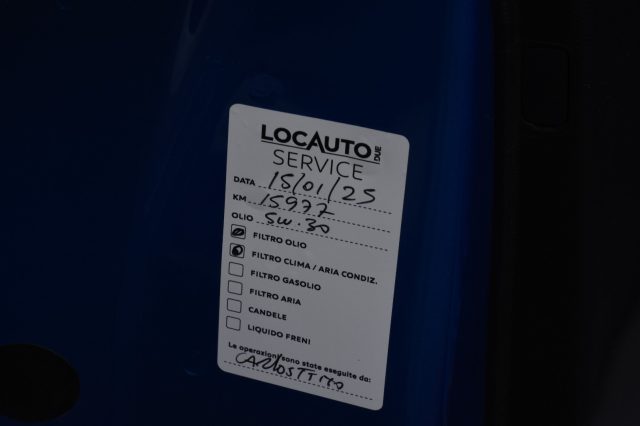 LOCAUTO DUE
SERVICE
DATA 15/01/25
KM 15977
OLIO 5W.30
FILTRO OLIO
FILTRO CLIMA / ARIA CONDIZ.
FILTRO GASOLIO
FILTRO ARIA
CANDELE
LIQUIDO FRENI
Le operazioni sono state eseguite da: